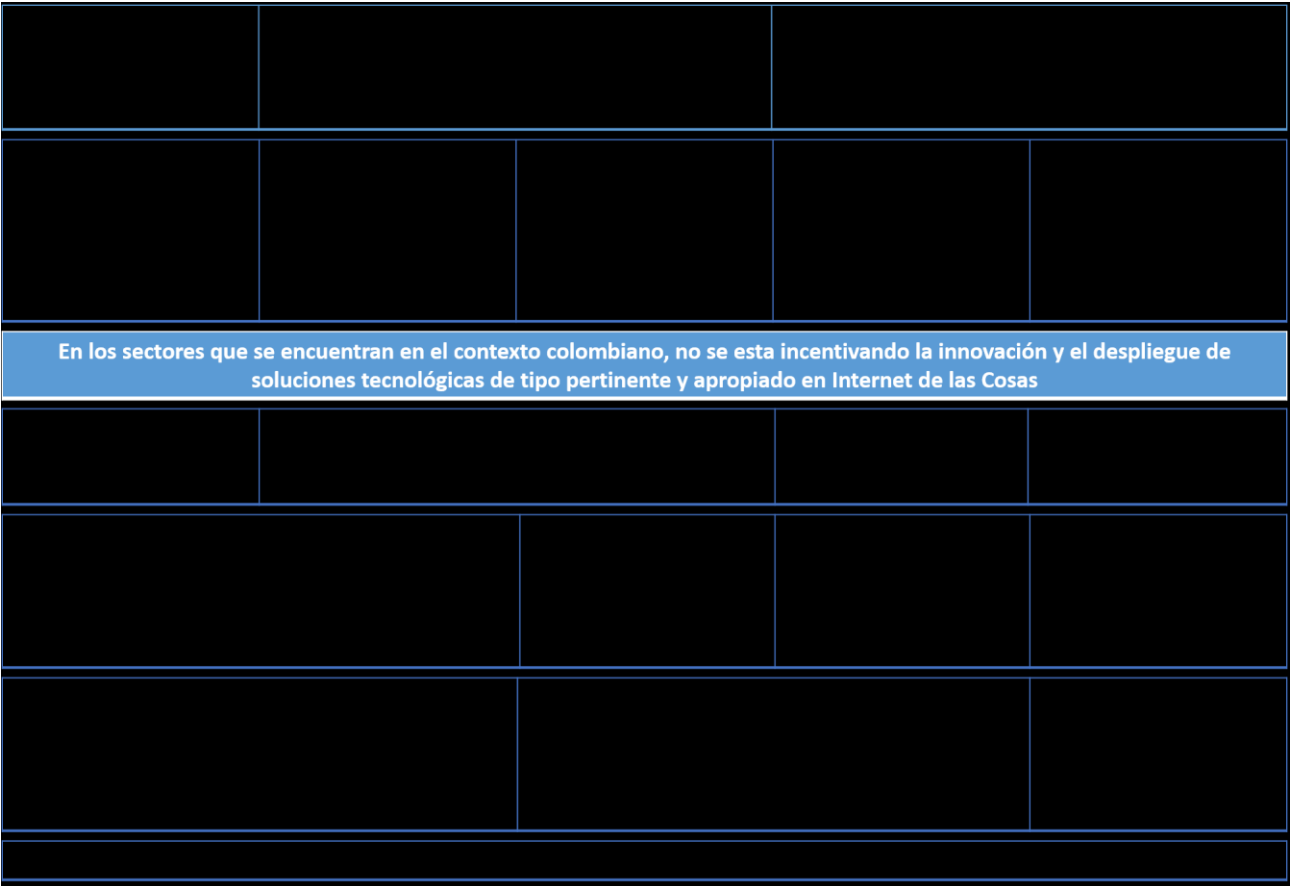 En los sectores que se encuentran en el contexto colombiano, no se esta incentivando la innovación y el despliegue de
soluciones tecnológicas de tipo pertinente y apropiado en Internet de las Cosas